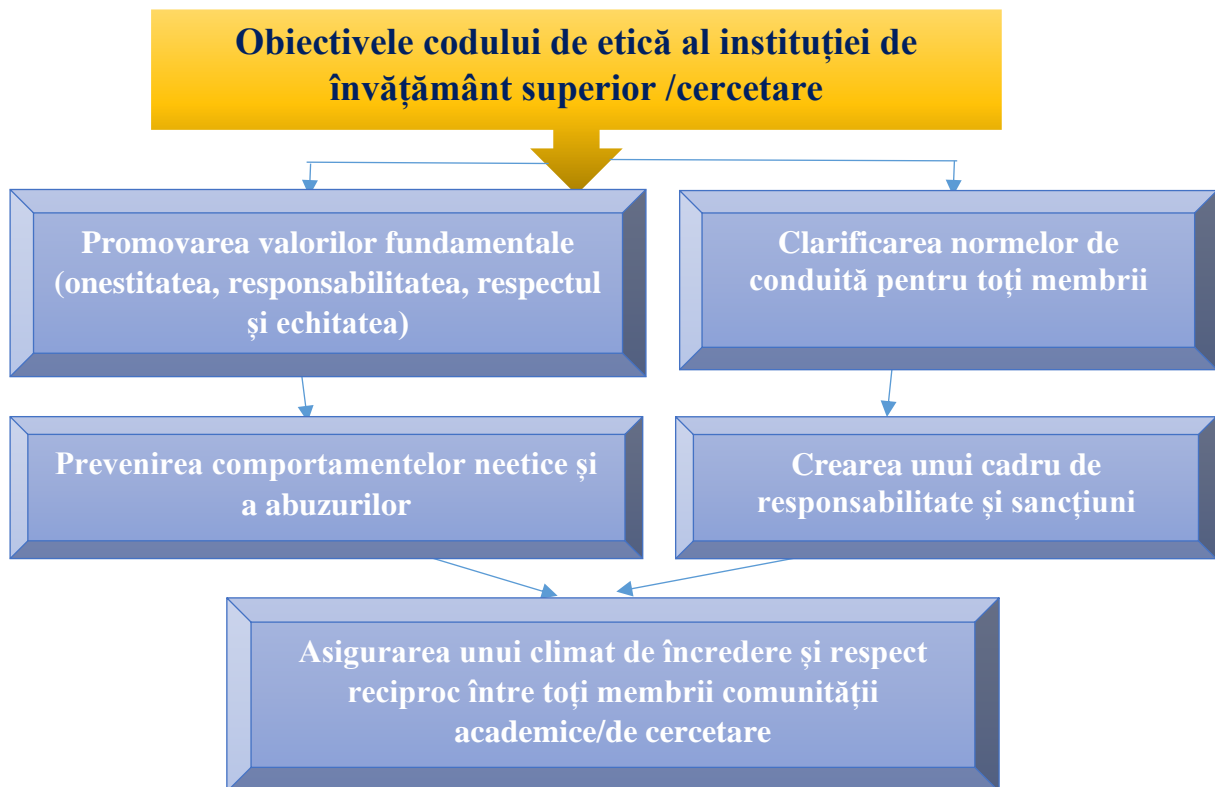 Obiectivele codului de etică al instituției de
învățământ superior /cercetare
Promovarea valorilor fundamentale
(onestitatea, responsabilitatea, respectul
și echitatea)
Clarificarea normelor de
conduită pentru toți membrii
Prevenirea comportamentelor neetice și
a abuzurilor
Crearea unui cadru de
responsabilitate și sancțiuni
Asigurarea unui climat de încredere și respect
reciproc între toți membrii comunității
academice/de cercetare